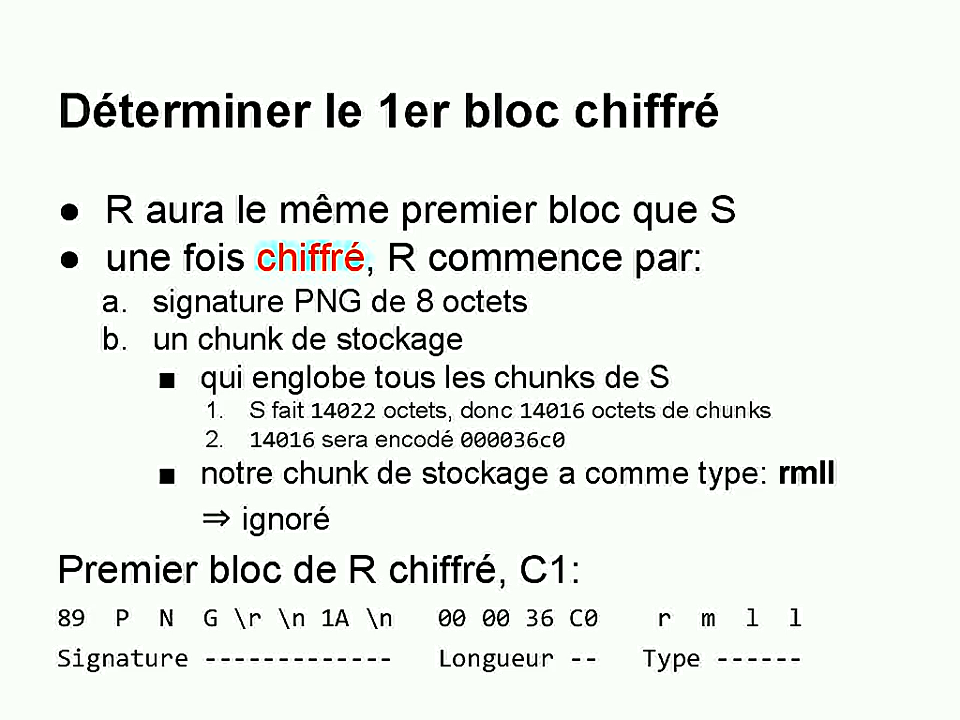 Déterminer le 1er bloc chiffré
● R aura le même premier bloc que S
● une fois chiffré, R commence par:
a. signature PNG de 8 octets
b. un chunk de stockage
■ qui englobe tous les chunks de S
1. S fait 14022 octets, donc 14016 octets de chunks
2. 14016 sera encodé 000036c0
■ notre chunk de stockage a comme type: rmll
⇒ ignoré
Premier bloc de R chiffré, C1:
89 P N G \r \n 1A \n 00 00 36 C0 r m l l
Signature ------------- Longueur -- Type ------